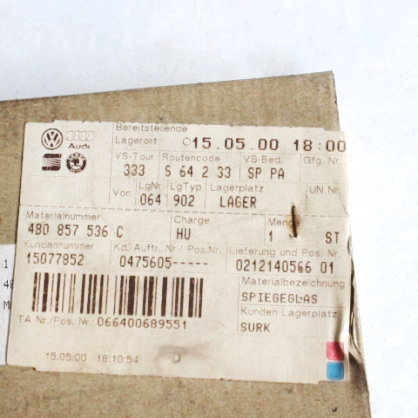 Bereitstellende
Lagerort 15.05.00 18:00
Audi
VS-Tour Routencode VS-Bed. Gfg. Nr.
333 S 64 2 33 SP PA
Von LgNr LgTyp Lagerplatz UN Nr.
064 902 LAGER
Materialnummer Charge Menge
4B0 857 536 C HU 1 ST
Kundennummer Kd. Auftr. Nr / Pos.Nr. Lieferung und Pos. Nr.
15077852 0475605----- 0212140566 01
Materialbezeichnung
SPIEGEGLAS
Kunden Lagerplatz
TA Nr./Pos. Nr.: 066400689551 SURK
15.05.00 18:10:54